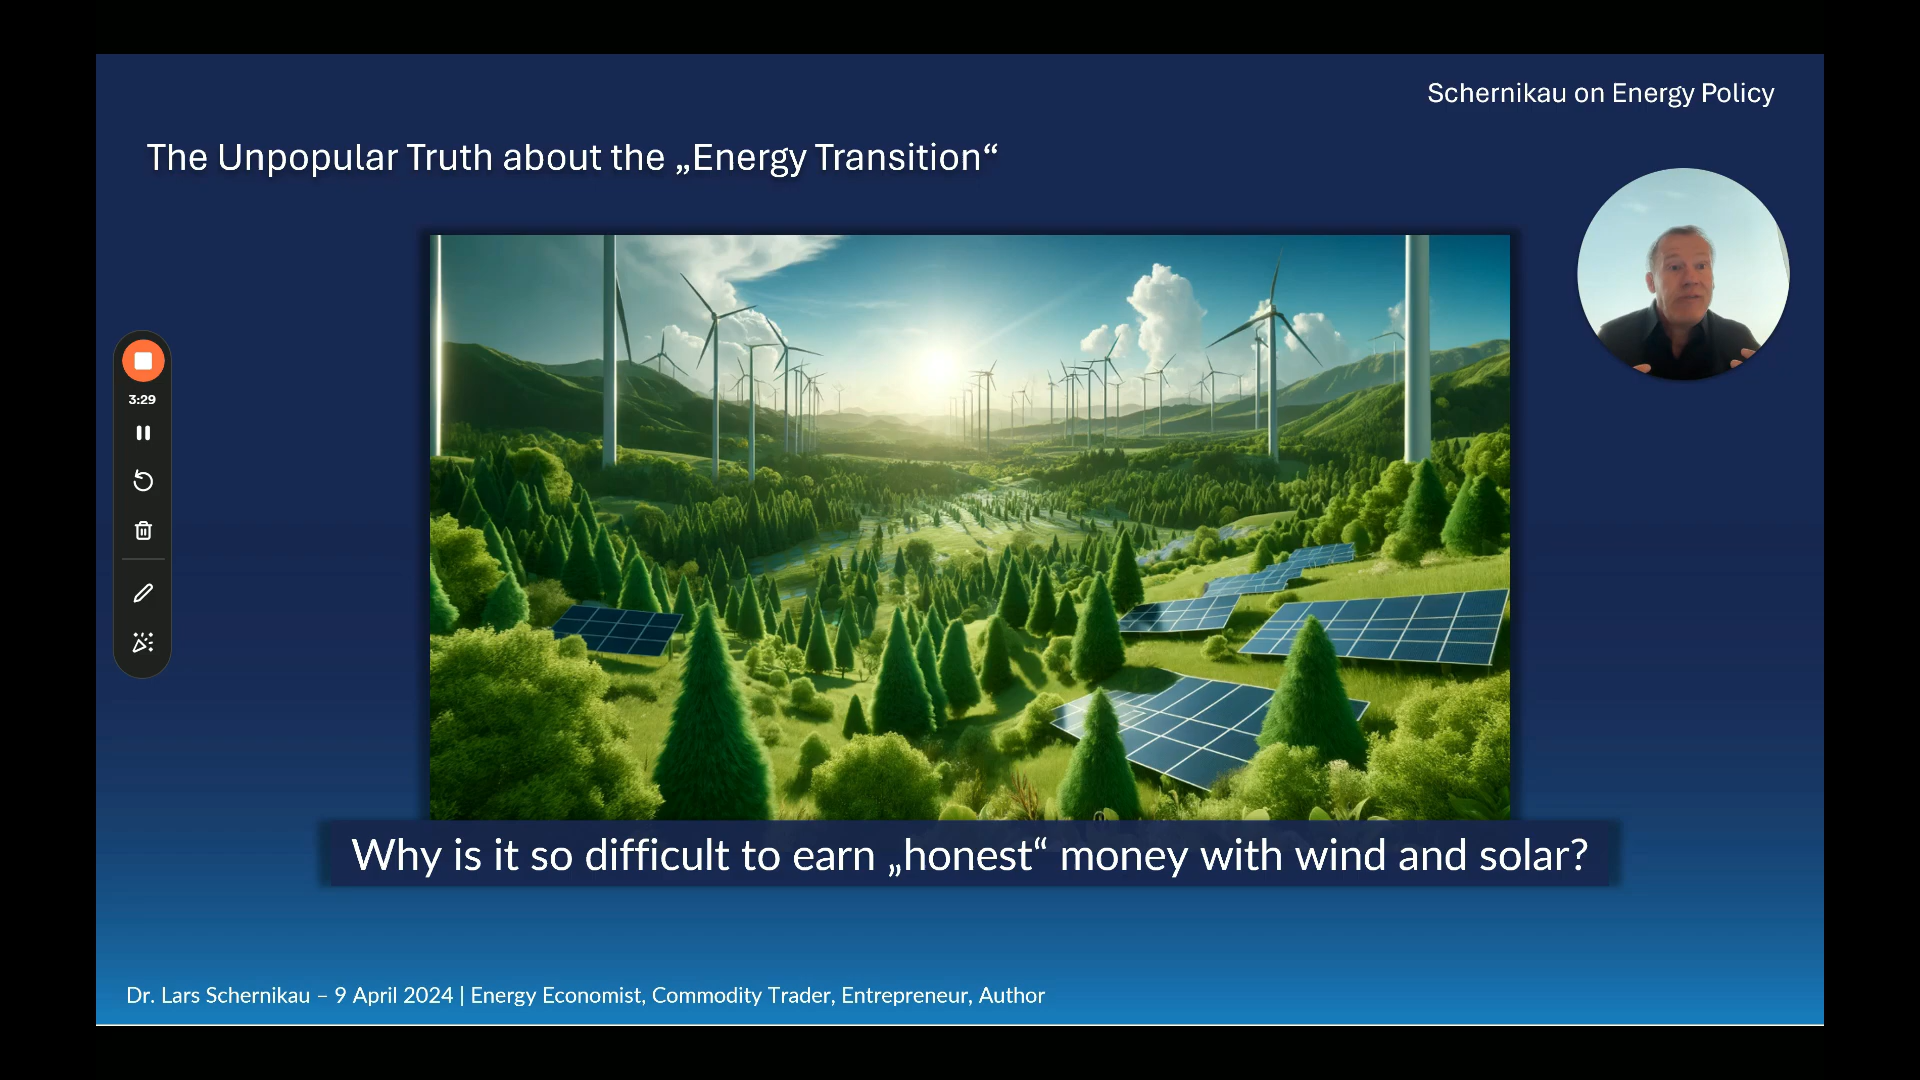 Schernikau on Energy Policy
The Unpopular Truth about the „Energy Transition“
3:29
Why is it so difficult to earn „honest“ money with wind and solar?
Dr. Lars Schernikau – 9 April 2024 | Energy Economist, Commodity Trader, Entrepreneur, Author